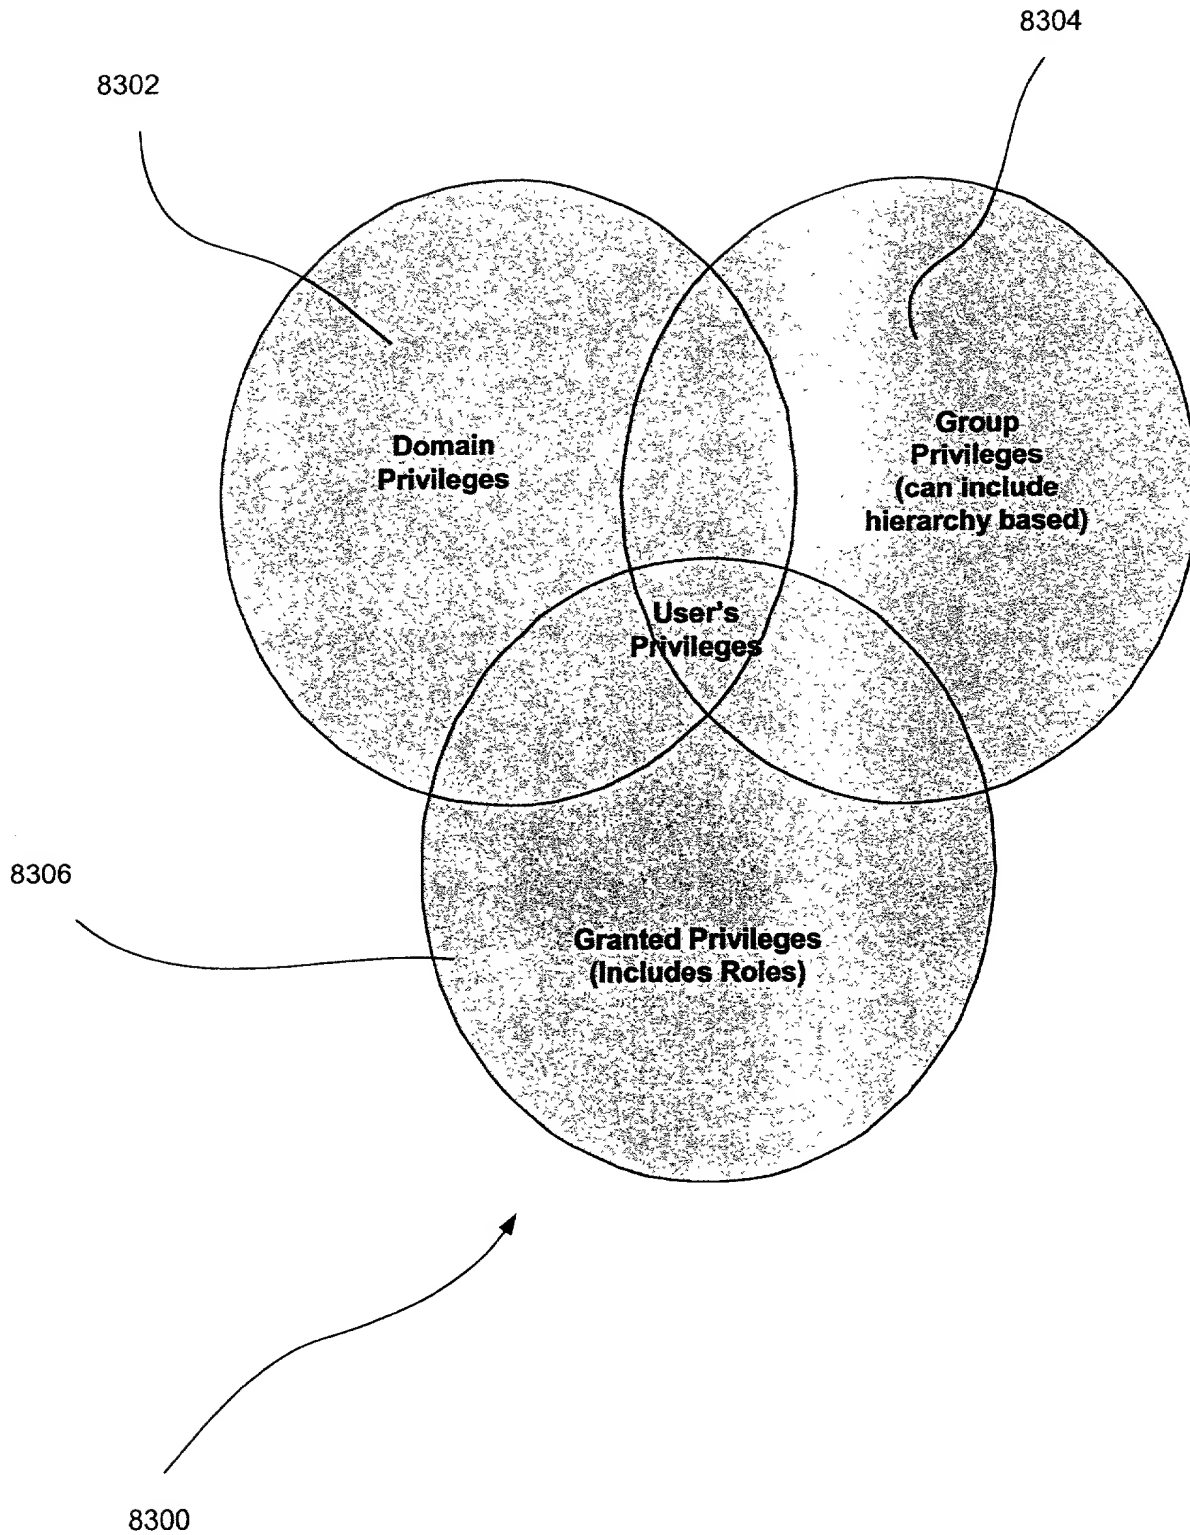 8304
8302
Domain
Privileges
Group
Privileges
(can include
hierarchy based)
User's
Privileges
8306
Granted Privileges
(Includes Roles)
8300